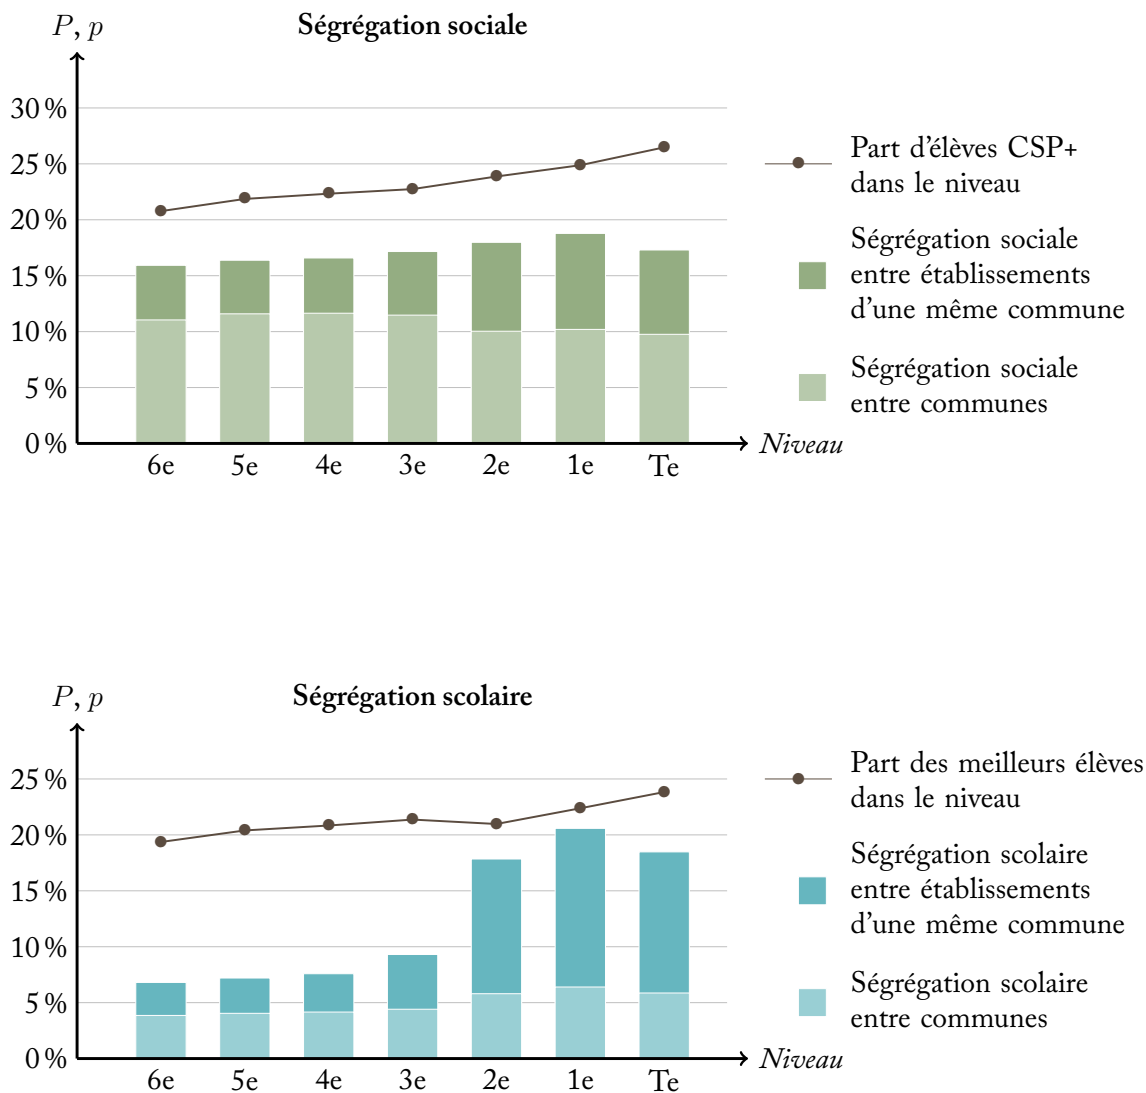 P, p
Ségrégation sociale
30 %
25 %
20 %
15 %
10 %
5 %
0 %
6e 5e 4e 3e 2e 1e Te
Niveau
Part d'élèves CSP+
dans le niveau
Ségrégation sociale
entre établissements
d'une même commune
Ségrégation sociale
entre communes
P, p
Ségrégation scolaire
25 %
20 %
15 %
10 %
5 %
0 %
6e 5e 4e 3e 2e 1e Te
Niveau
Part des meilleurs élèves
dans le niveau
Ségrégation scolaire
entre établissements
d'une même commune
Ségrégation scolaire
entre communes